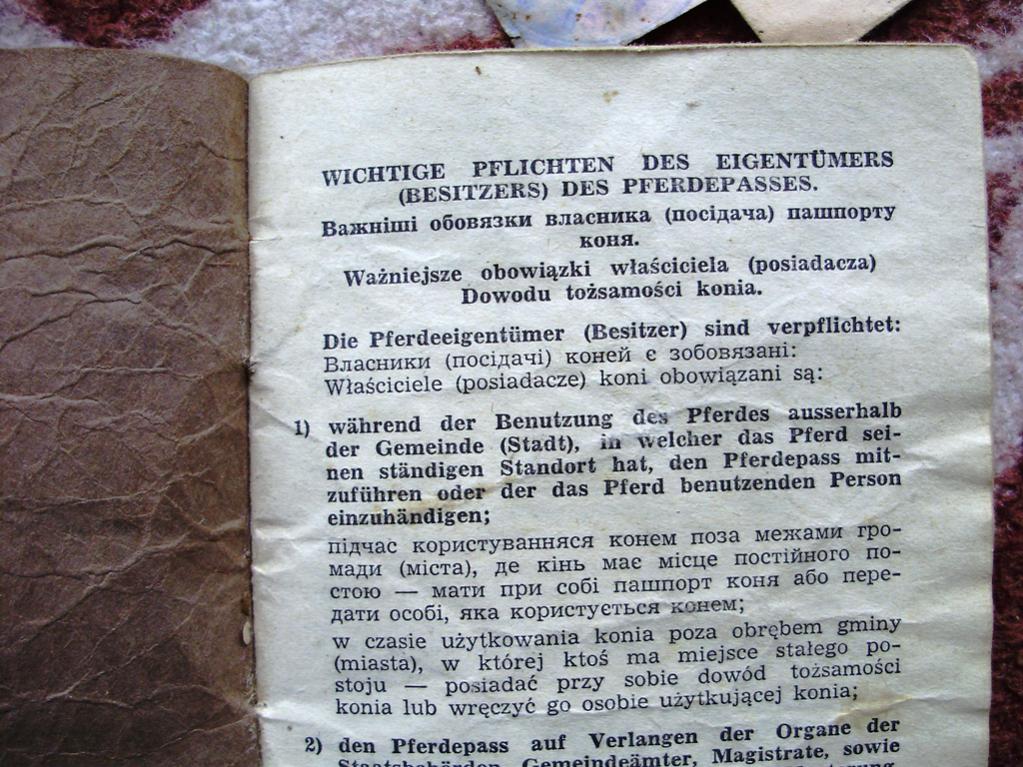 WICHTIGE PFLICHTEN DES EIGENTÜMERS
(BESITZERS) DES PFERDEPASSES.
Важніші обовязки власника (посідача) пашпорту
коня.
Ważniejsze obowiązki właściciela (posiadacza)
Dowodu tożsamości konia.
Die Pferdeeigentümer (Besitzer) sind verpflichtet:
Власники (посідачі) коней є зобовязані:
Właściciele (posiadacze) koni obowiązani są:
1) während der Benutzung des Pferdes ausserhalb
der Gemeinde (Stadt), in welcher das Pferd sei-
nen ständigen Standort hat, den Pferdepass mit-
zuführen oder der das Pferd benutzenden Person
einzuhändigen;
підчас користуванняся конем поза межами гро-
мади (міста), де кінь має місце постійного по-
стою — мати при собі пашпорт коня або пере-
дати особі, яка користується конем;
w czasie użytkowania konia poza obrębem gminy
(miasta), w której ktoś ma miejsce stałego po-
stoju — posiadać przy sobie dowód tożsamości
konia lub wręczyć go osobie użytkującej konia;
2) den Pferdepass auf Verlangen der Organe der
Staatsbehörden, Gemeindeämter, Magistrate, sowie